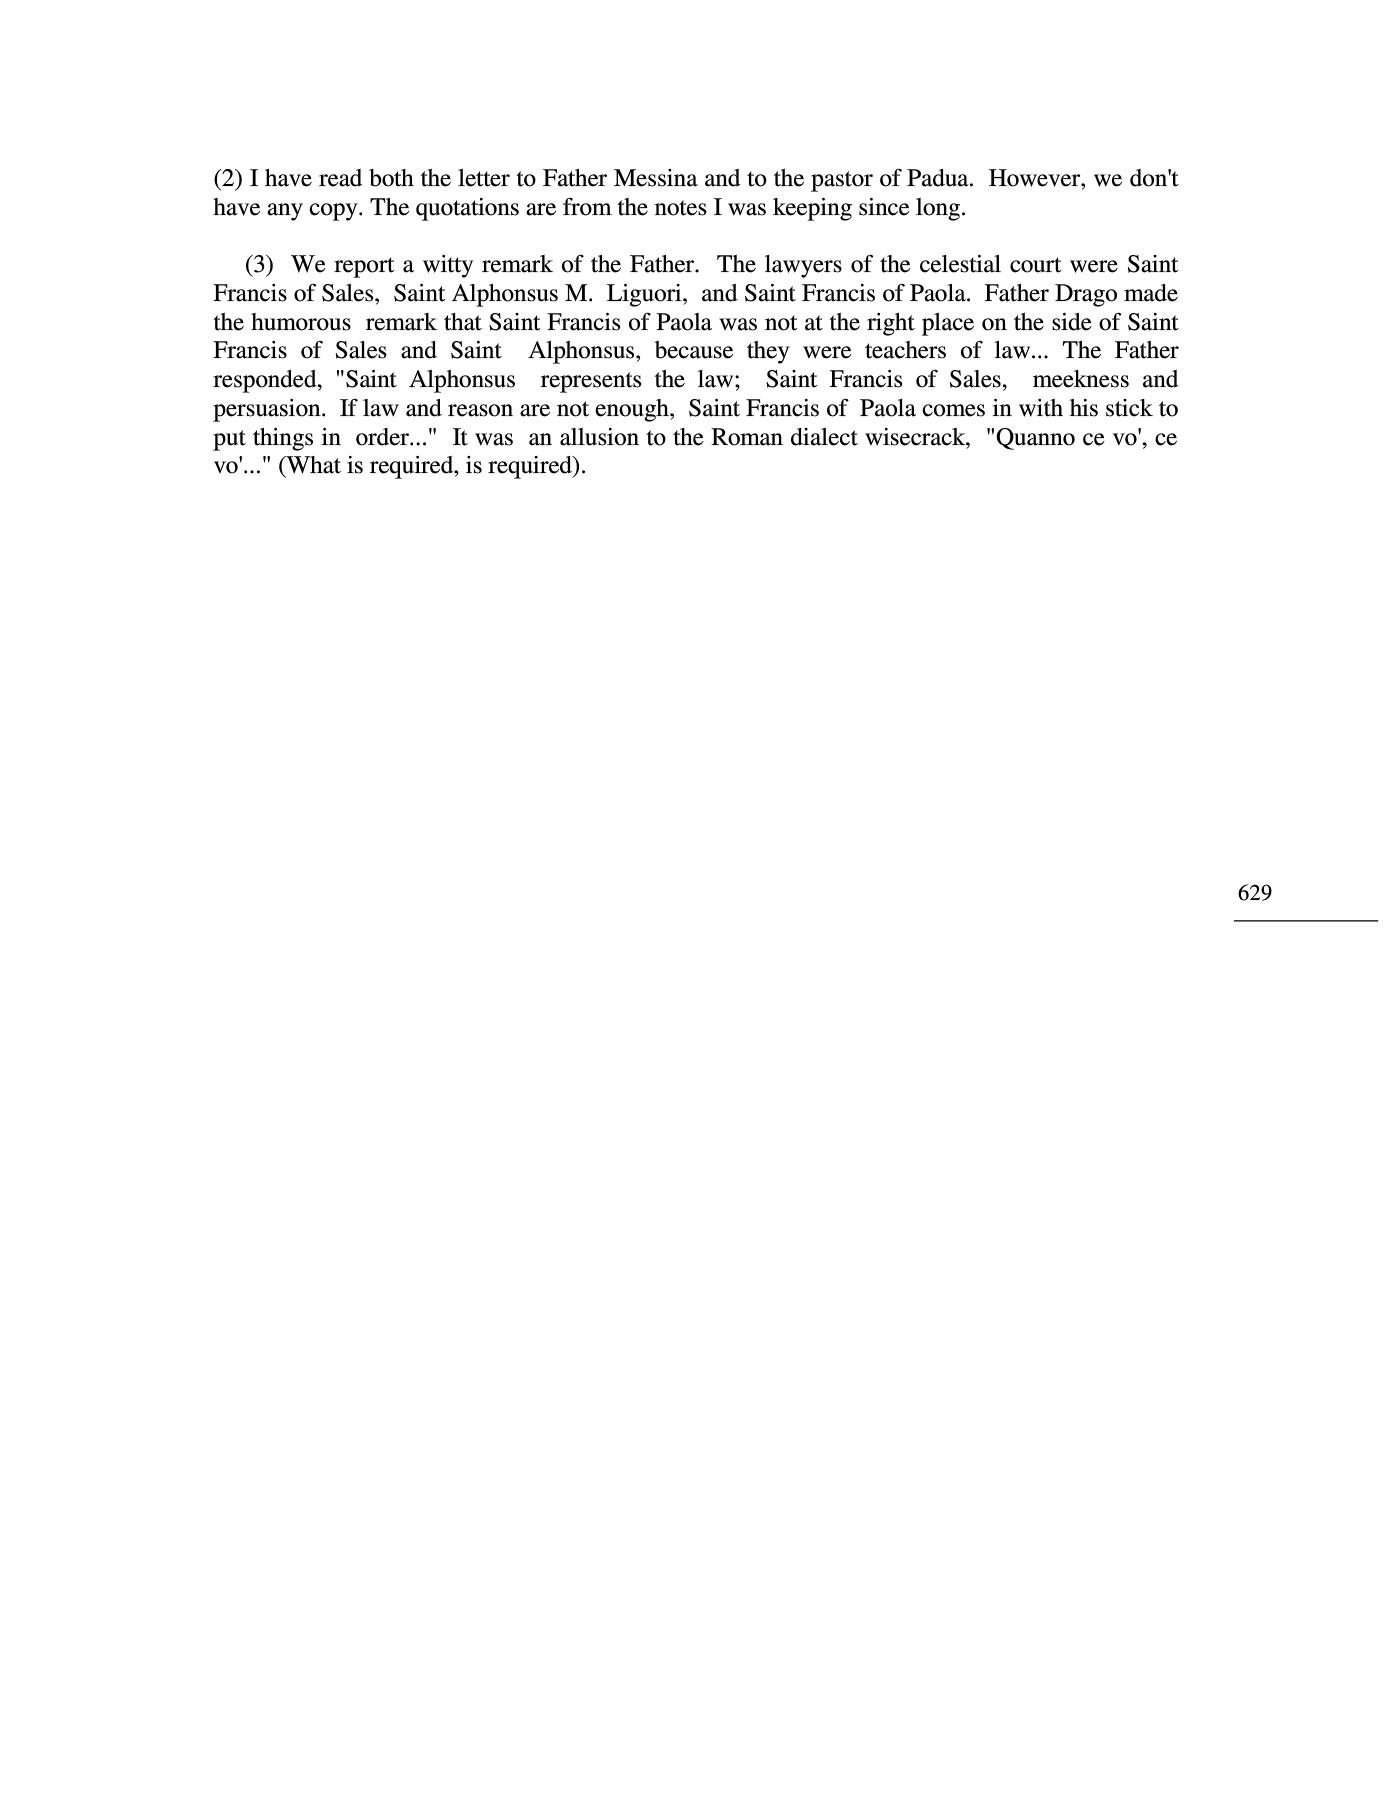 (2) I have read both the letter to Father Messina and to the pastor of Padua. However, we don't
have any copy. The quotations are from the notes I was keeping since long.
(3) We report a witty remark of the Father. The lawyers of the celestial court were Saint
Francis of Sales, Saint Alphonsus M. Liguori, and Saint Francis of Paola. Father Drago made
the humorous remark that Saint Francis of Paola was not at the right place on the side of Saint
Francis of Sales and Saint Alphonsus, because they were teachers of law... The Father
responded, "Saint Alphonsus represents the law; Saint Francis of Sales, meekness and
persuasion. If law and reason are not enough, Saint Francis of Paola comes in with his stick to
put things in order..." It was an allusion to the Roman dialect wisecrack, "Quanno ce vo', ce
vo'..." (What is required, is required).
629